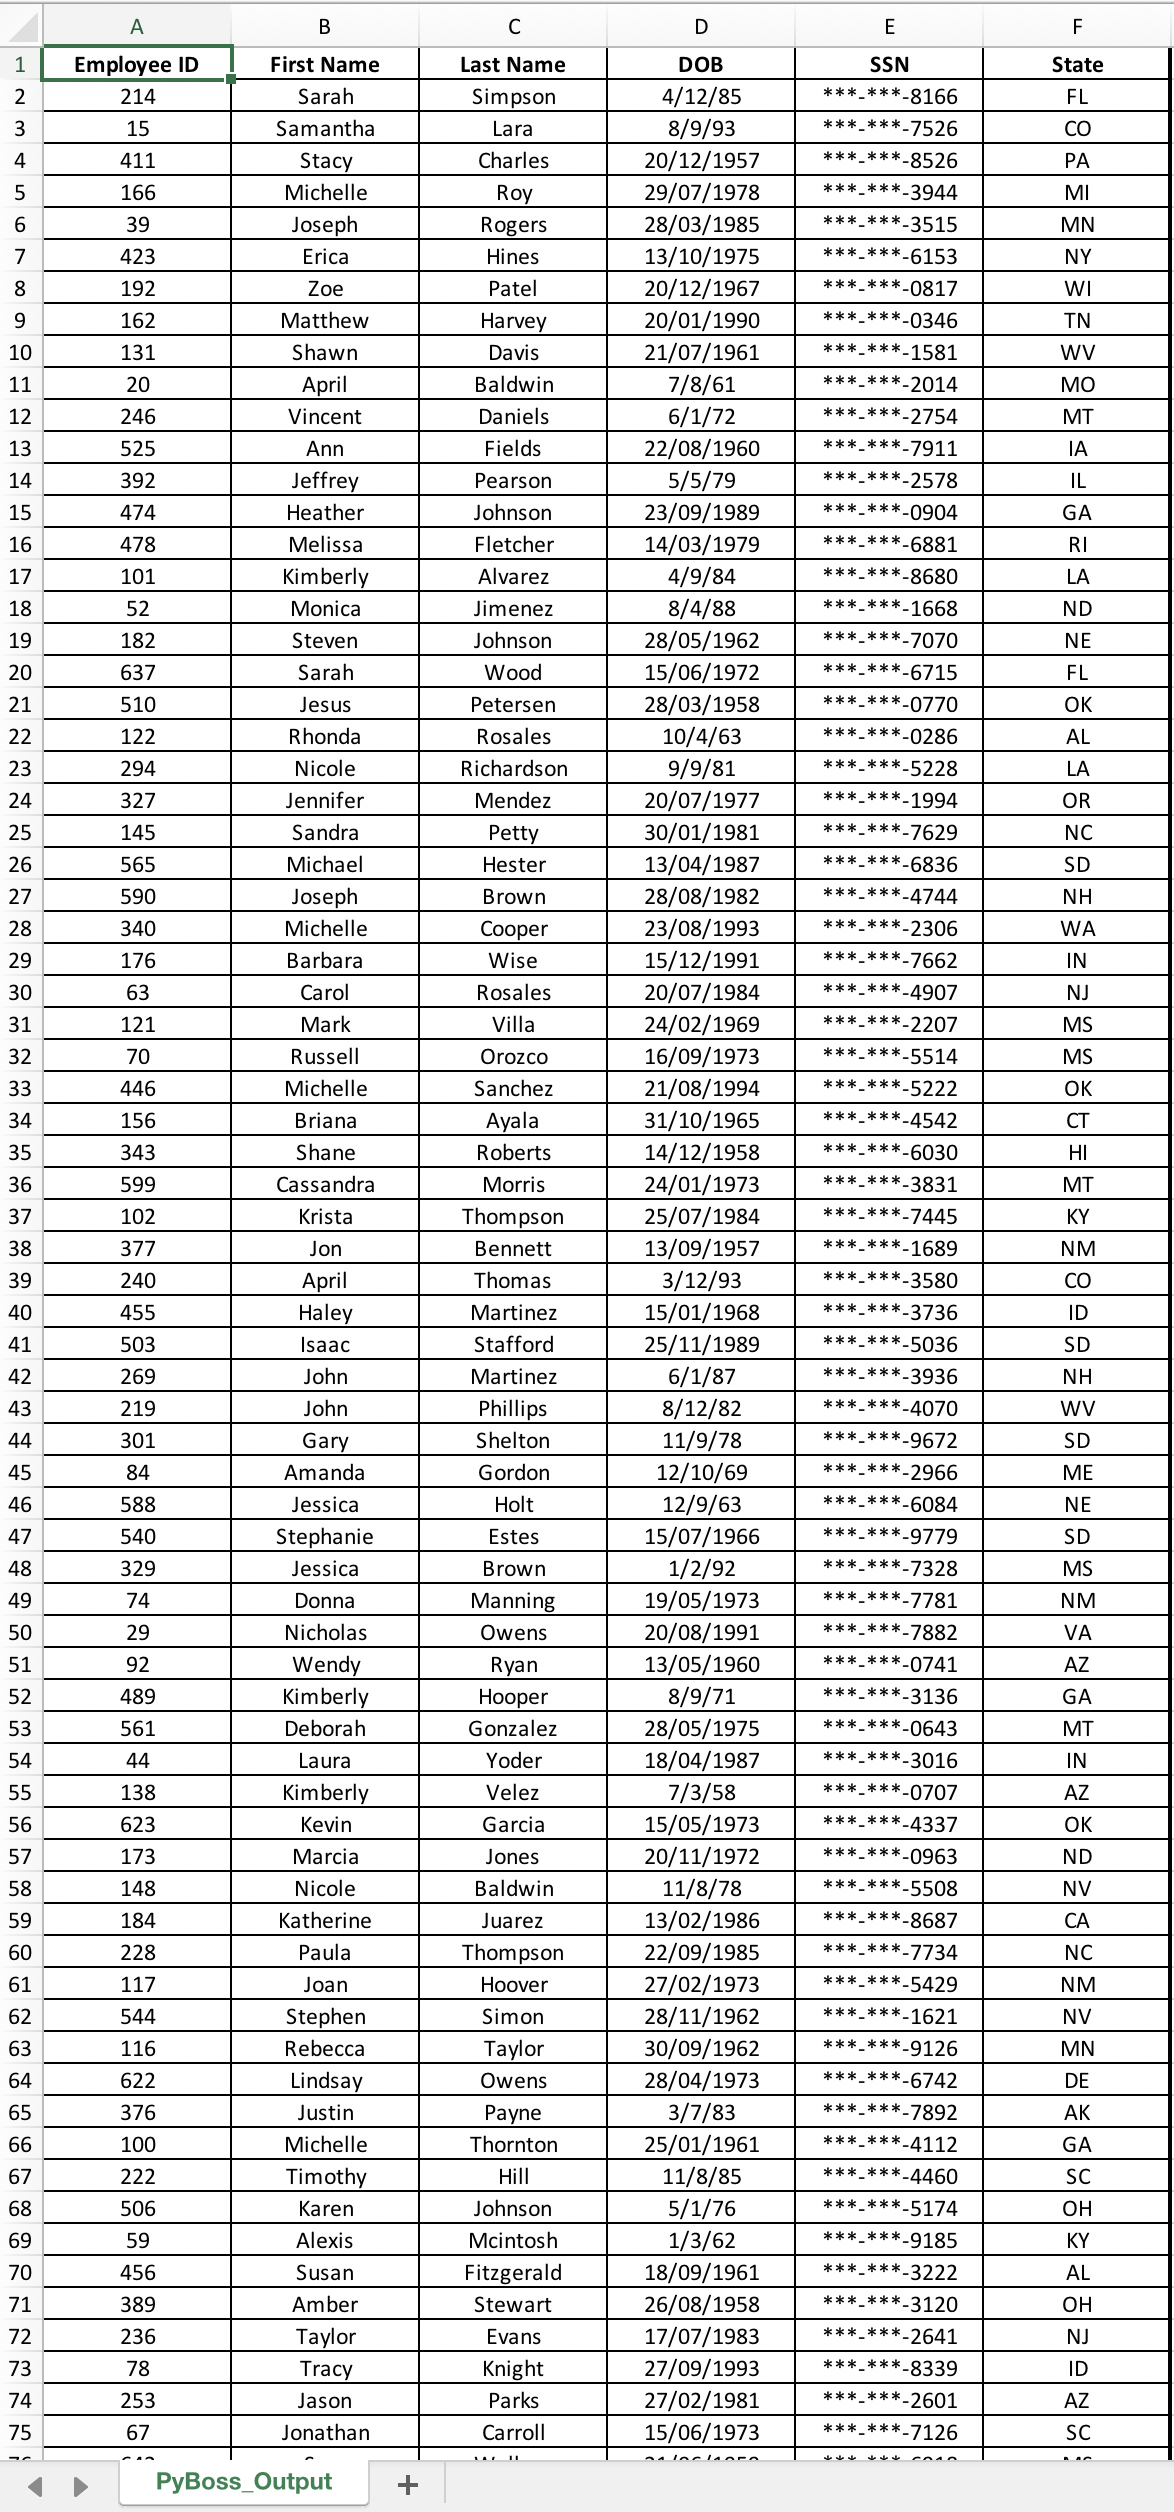 A B C D E F
1 Employee ID First Name Last Name DOB SSN State
2 214 Sarah Simpson 4/12/85 ***-***-8166 FL
3 15 Samantha Lara 8/9/93 ***-***-7526 CO
4 411 Stacy Charles 20/12/1957 ***-***-8526 PA
5 166 Michelle Roy 29/07/1978 ***-***-3944 MI
6 39 Joseph Rogers 28/03/1985 ***-***-3515 MN
7 423 Erica Hines 13/10/1975 ***-***-6153 NY
8 192 Zoe Patel 20/12/1967 ***-***-0817 WI
9 162 Matthew Harvey 20/01/1990 ***-***-0346 TN
10 131 Shawn Davis 21/07/1961 ***-***-1581 WV
11 20 April Baldwin 7/8/61 ***-***-2014 MO
12 246 Vincent Daniels 6/1/72 ***-***-2754 MT
13 525 Ann Fields 22/08/1960 ***-***-7911 IA
14 392 Jeffrey Pearson 5/5/79 ***-***-2578 IL
15 474 Heather Johnson 23/09/1989 ***-***-0904 GA
16 478 Melissa Fletcher 14/03/1979 ***-***-6881 RI
17 101 Kimberly Alvarez 4/9/84 ***-***-8680 LA
18 52 Monica Jimenez 8/4/88 ***-***-1668 ND
19 182 Steven Johnson 28/05/1962 ***-***-7070 NE
20 637 Sarah Wood 15/06/1972 ***-***-6715 FL
21 510 Jesus Petersen 28/03/1958 ***-***-0770 OK
22 122 Rhonda Rosales 10/4/63 ***-***-0286 AL
23 294 Nicole Richardson 9/9/81 ***-***-5228 LA
24 327 Jennifer Mendez 20/07/1977 ***-***-1994 OR
25 145 Sandra Petty 30/01/1981 ***-***-7629 NC
26 565 Michael Hester 13/04/1987 ***-***-6836 SD
27 590 Joseph Brown 28/08/1982 ***-***-4744 NH
28 340 Michelle Cooper 23/08/1993 ***-***-2306 WA
29 176 Barbara Wise 15/12/1991 ***-***-7662 IN
30 63 Carol Rosales 20/07/1984 ***-***-4907 NJ
31 121 Mark Villa 24/02/1969 ***-***-2207 MS
32 70 Russell Orozco 16/09/1973 ***-***-5514 MS
33 446 Michelle Sanchez 21/08/1994 ***-***-5222 OK
34 156 Briana Ayala 31/10/1965 ***-***-4542 CT
35 343 Shane Roberts 14/12/1958 ***-***-6030 HI
36 599 Cassandra Morris 24/01/1973 ***-***-3831 MT
37 102 Krista Thompson 25/07/1984 ***-***-7445 KY
38 377 Jon Bennett 13/09/1957 ***-***-1689 NM
39 240 April Thomas 3/12/93 ***-***-3580 CO
40 455 Haley Martinez 15/01/1968 ***-***-3736 ID
41 503 Isaac Stafford 25/11/1989 ***-***-5036 SD
42 269 John Martinez 6/1/87 ***-***-3936 NH
43 219 John Phillips 8/12/82 ***-***-4070 WV
44 301 Gary Shelton 11/9/78 ***-***-9672 SD
45 84 Amanda Gordon 12/10/69 ***-***-2966 ME
46 588 Jessica Holt 12/9/63 ***-***-6084 NE
47 540 Stephanie Estes 15/07/1966 ***-***-9779 SD
48 329 Jessica Brown 1/2/92 ***-***-7328 MS
49 74 Donna Manning 19/05/1973 ***-***-7781 NM
50 29 Nicholas Owens 20/08/1991 ***-***-7882 VA
51 92 Wendy Ryan 13/05/1960 ***-***-0741 AZ
52 489 Kimberly Hooper 8/9/71 ***-***-3136 GA
53 561 Deborah Gonzalez 28/05/1975 ***-***-0643 MT
54 44 Laura Yoder 18/04/1987 ***-***-3016 IN
55 138 Kimberly Velez 7/3/58 ***-***-0707 AZ
56 623 Kevin Garcia 15/05/1973 ***-***-4337 OK
57 173 Marcia Jones 20/11/1972 ***-***-0963 ND
58 148 Nicole Baldwin 11/8/78 ***-***-5508 NV
59 184 Katherine Juarez 13/02/1986 ***-***-8687 CA
60 228 Paula Thompson 22/09/1985 ***-***-7734 NC
61 117 Joan Hoover 27/02/1973 ***-***-5429 NM
62 544 Stephen Simon 28/11/1962 ***-***-1621 NV
63 116 Rebecca Taylor 30/09/1962 ***-***-9126 MN
64 622 Lindsay Owens 28/04/1973 ***-***-6742 DE
65 376 Justin Payne 3/7/83 ***-***-7892 AK
66 100 Michelle Thornton 25/01/1961 ***-***-4112 GA
67 222 Timothy Hill 11/8/85 ***-***-4460 SC
68 506 Karen Johnson 5/1/76 ***-***-5174 OH
69 59 Alexis Mcintosh 1/3/62 ***-***-9185 KY
70 456 Susan Fitzgerald 18/09/1961 ***-***-3222 AL
71 389 Amber Stewart 26/08/1958 ***-***-3120 OH
72 236 Taylor Evans 17/07/1983 ***-***-2641 NJ
73 78 Tracy Knight 27/09/1993 ***-***-8339 ID
74 253 Jason Parks 27/02/1981 ***-***-2601 AZ
75 67 Jonathan Carroll 15/06/1973 ***-***-7126 SC
PyBoss_Output +